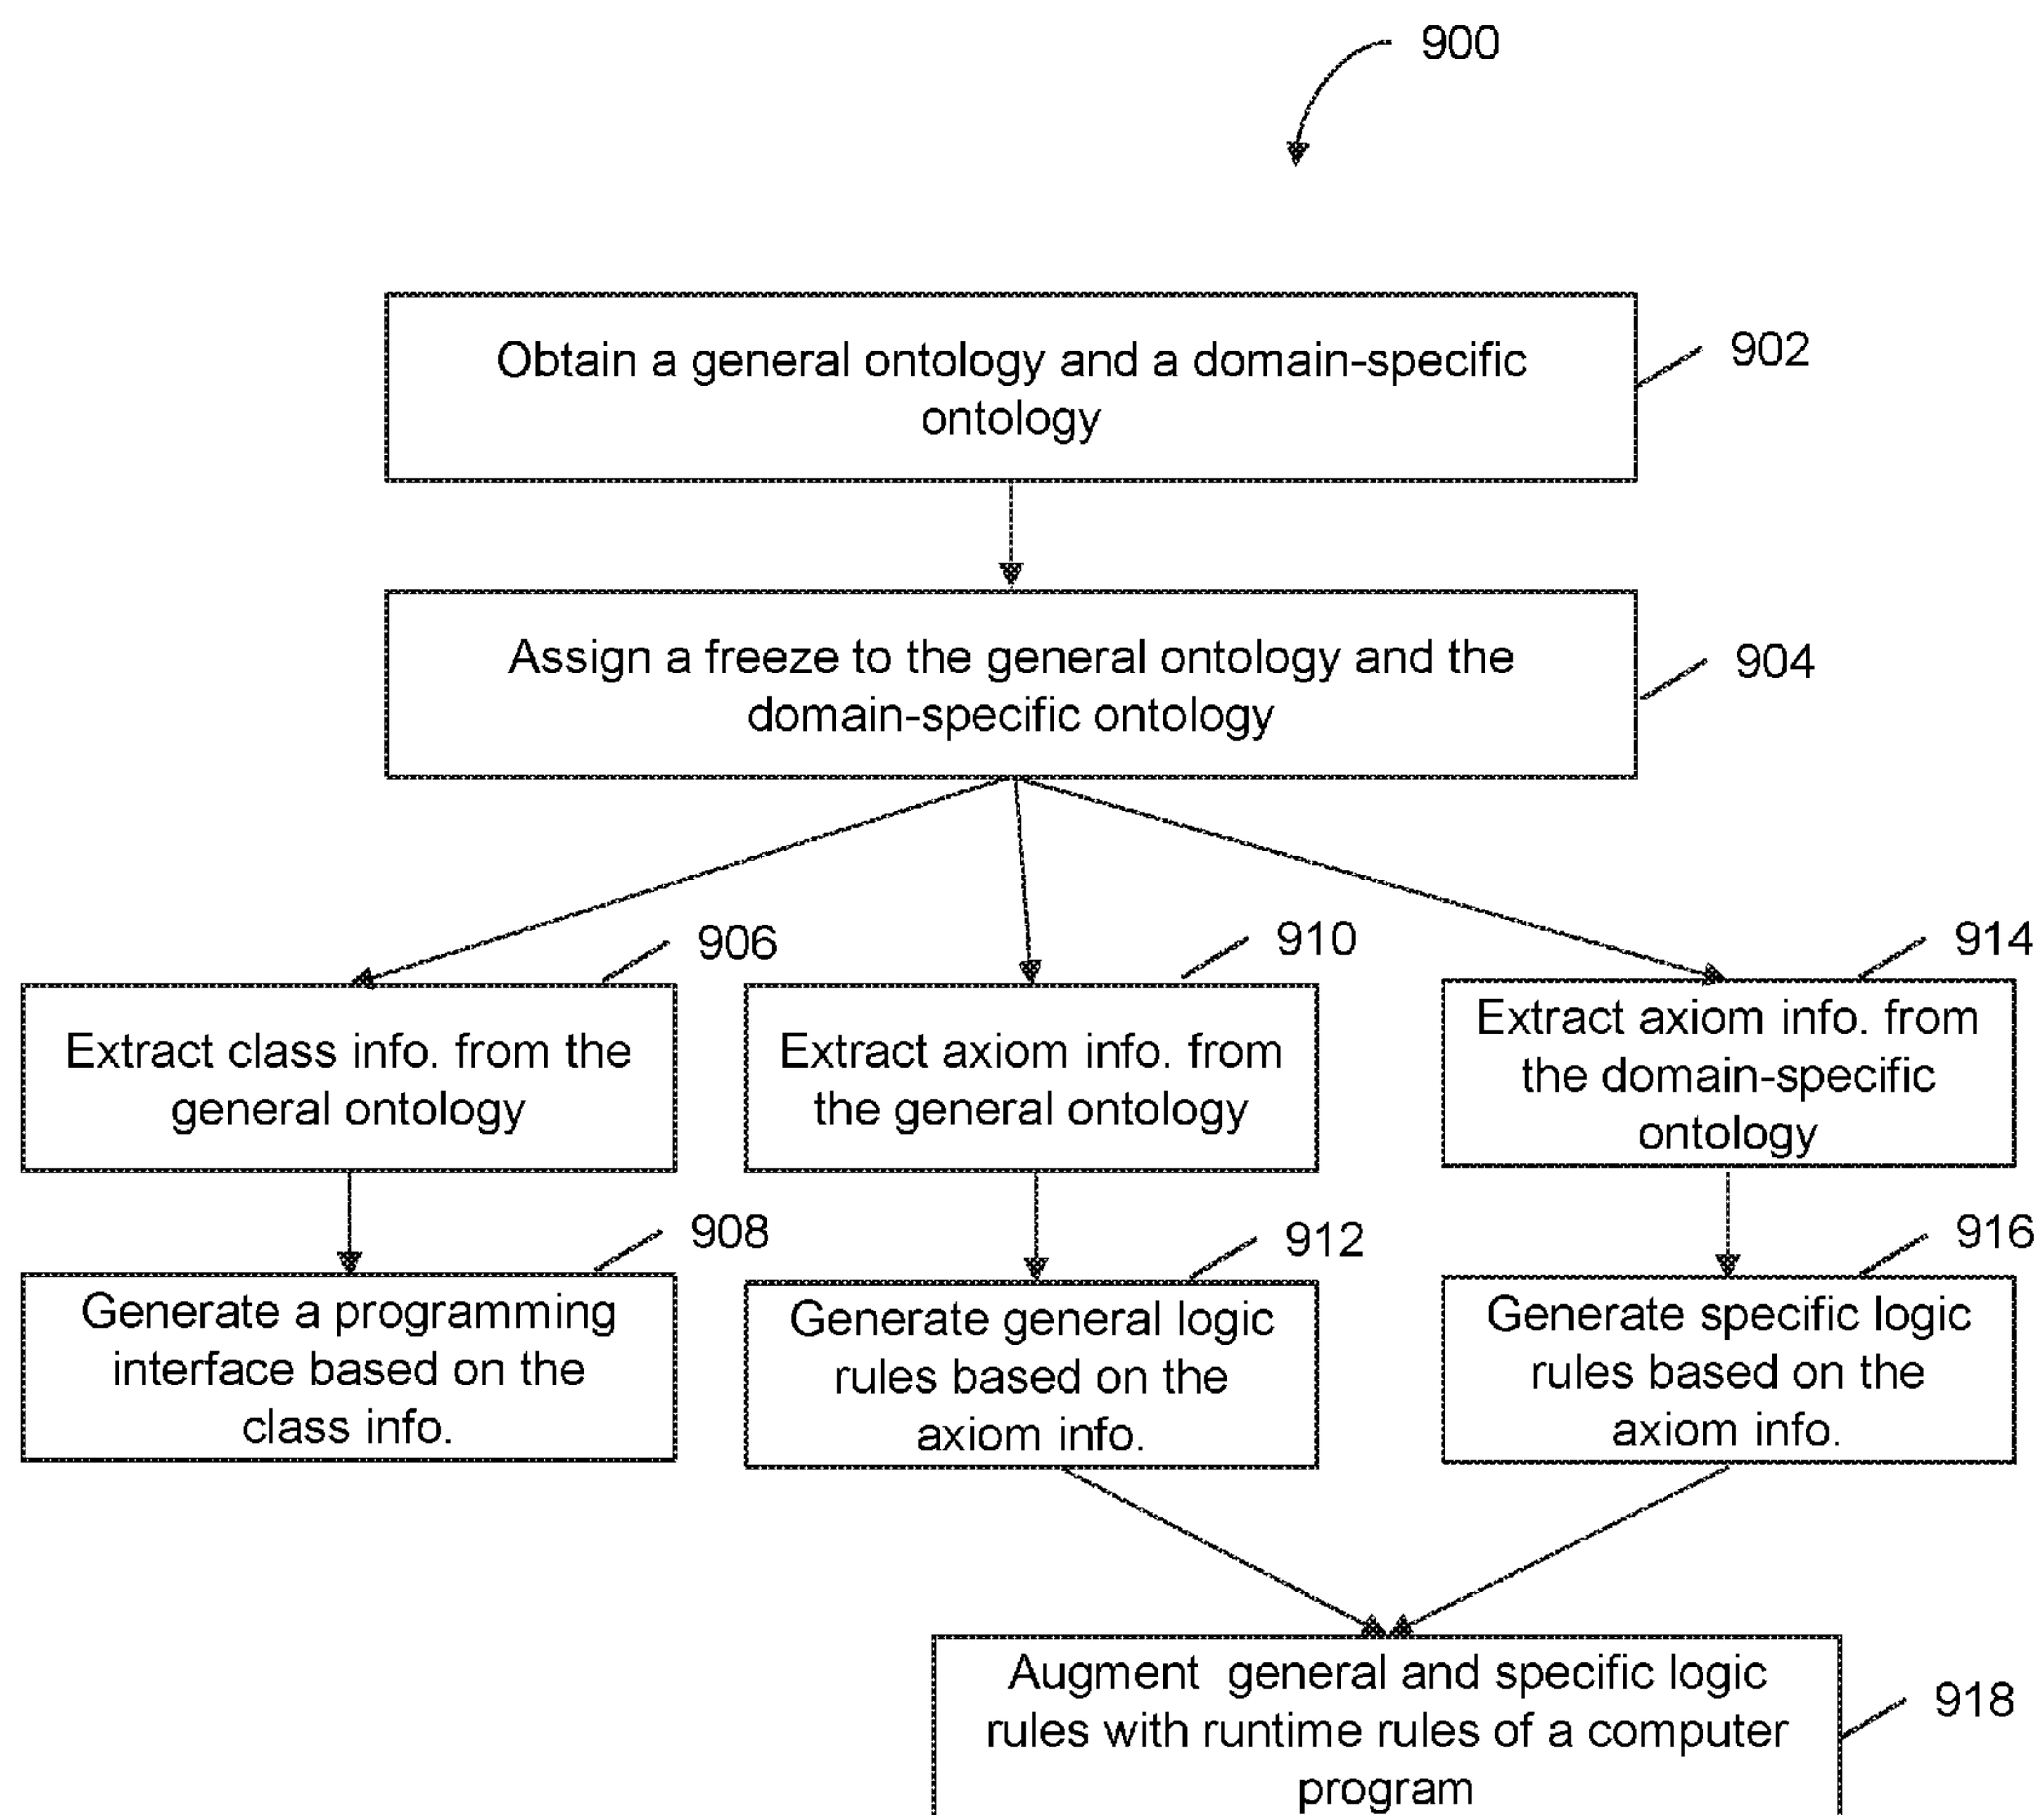 900
Obtain a general ontology and a domain-specific
ontology
902
Assign a freeze to the general ontology and the
domain-specific ontology
904
906
Extract class info. from the
general ontology
910
Extract axiom info. from
the general ontology
914
Extract axiom info. from
the domain-specific
ontology
908
Generate a programming
interface based on the
class info.
912
Generate general logic
rules based on the
axiom info.
916
Generate specific logic
rules based on the
axiom info.
Augment general and specific logic
rules with runtime rules of a computer
program
918